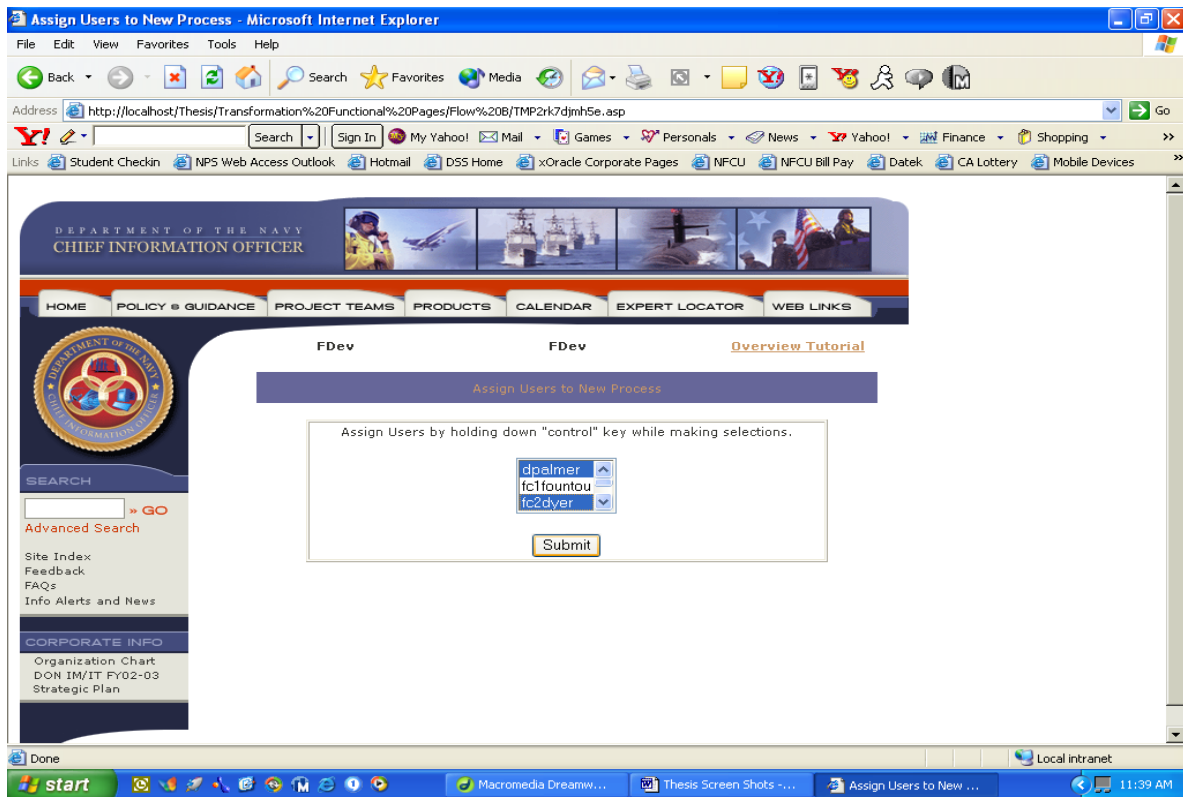 Assign Users to New Process - Microsoft Internet Explorer
File Edit View Favorites Tools Help
Back Search Favorites Media
Address http://localhost/Thesis/Transformation%20Functional%20Pages/Flow%20B/TMP2rk7djmh5e.asp Go
Y! Search Sign In My Yahoo! Mail Games Personals News Yahoo! Finance Shopping >>
Links Student Checkin NPS Web Access Outlook Hotmail DSS Home xOracle Corporate Pages NFCU NFCU Bill Pay Datek CA Lottery Mobile Devices >>
DEPARTMENT OF THE NAVY
CHIEF INFORMATION OFFICER
HOME POLICY & GUIDANCE PROJECT TEAMS PRODUCTS CALENDAR EXPERT LOCATOR WEB LINKS
DEPARTMENT OF THE NAVY
CHIEF INFORMATION OFFICER
FDev FDev Overview Tutorial
Assign Users to New Process
Assign Users by holding down "control" key while making selections.
dpalmer
fc1fountou
fc2dyer
Submit
SEARCH
» GO
Advanced Search
Site Index
Feedback
FAQs
Info Alerts and News
CORPORATE INFO
Organization Chart
DON IM/IT FY02-03
Strategic Plan
Done Local intranet
start Macromedia Dreamw... Thesis Screen Shots -... Assign Users to New ... 11:39 AM